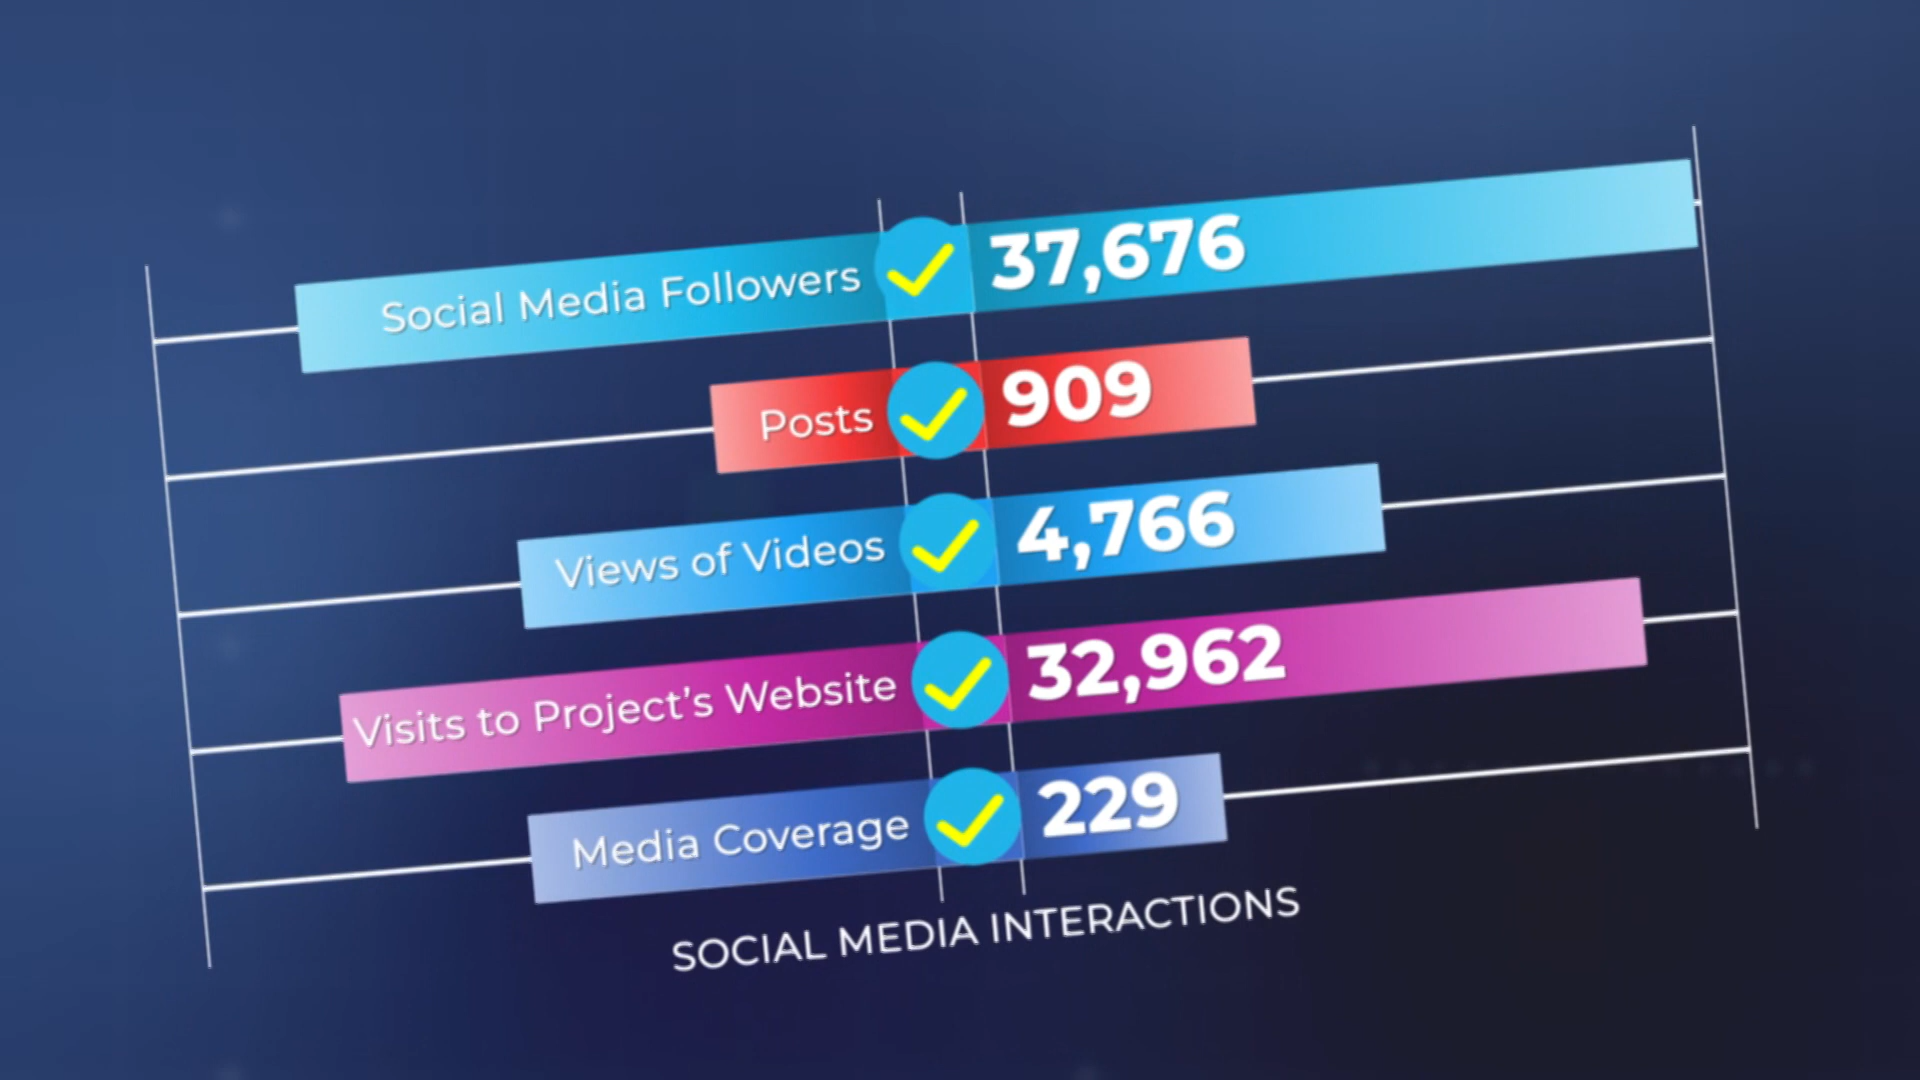 Social Media Followers 37,676
Posts 909
Views of Videos 4,766
Visits to Project’s Website 32,962
Media Coverage 229
SOCIAL MEDIA INTERACTIONS